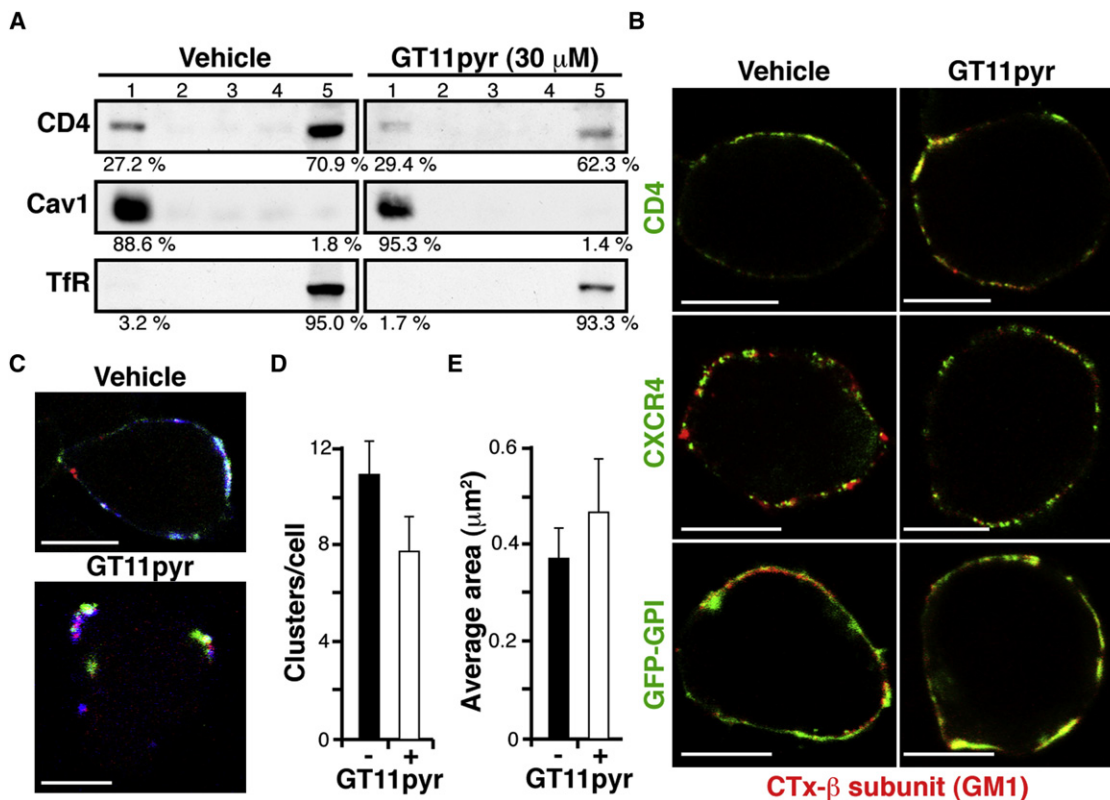 A
Vehicle GT11pyr (30 μM)
1 2 3 4 5 1 2 3 4 5
CD4
27.2 % 70.9 % 29.4 % 62.3 %
Cav1
88.6 % 1.8 % 95.3 % 1.4 %
TfR
3.2 % 95.0 % 1.7 % 93.3 %
B
Vehicle GT11pyr
CD4
CXCR4
GFP-GPI
CTx-β subunit (GM1)
C
Vehicle
GT11pyr
D
Clusters/cell
12
8
4
0
- +
GT11pyr
E
Average area (μm²)
0.6
0.4
0.2
0
- +
GT11pyr